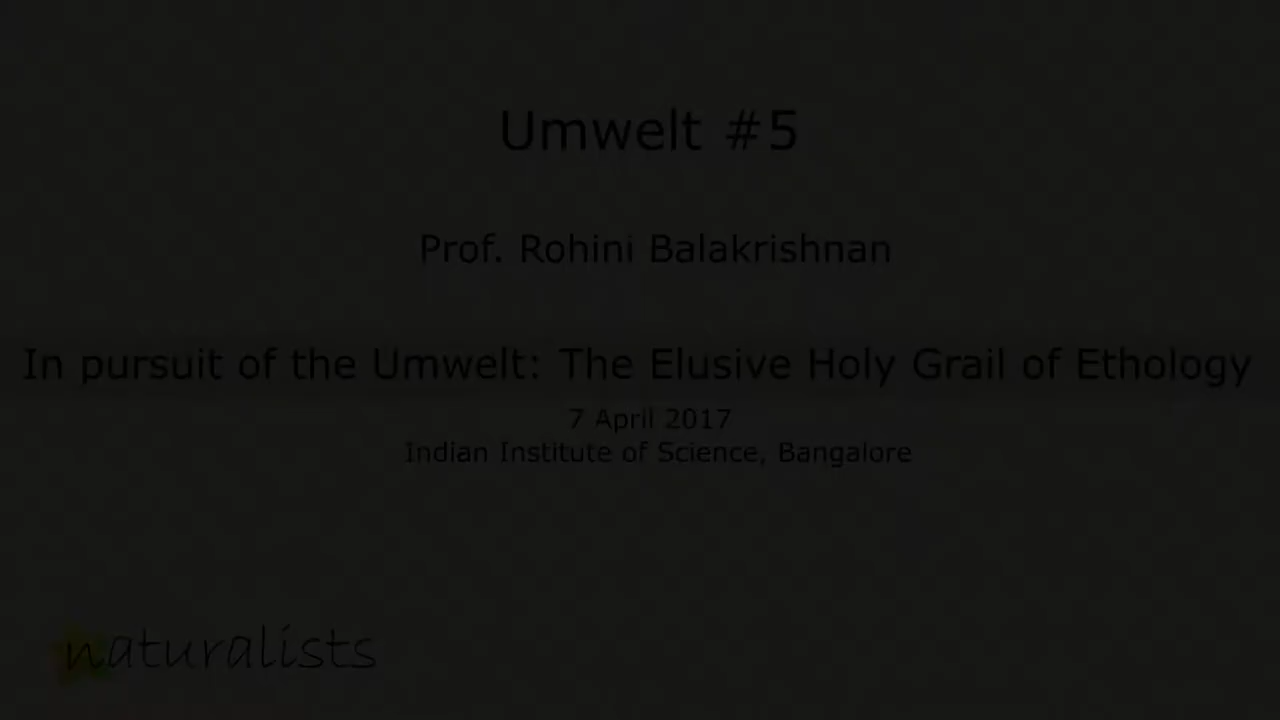 Umwelt #5
Prof. Rohini Balakrishnan
In pursuit of the Umwelt: The Elusive Holy Grail of Ethology
7 April 2017
Indian Institute of Science, Bangalore
naturalists